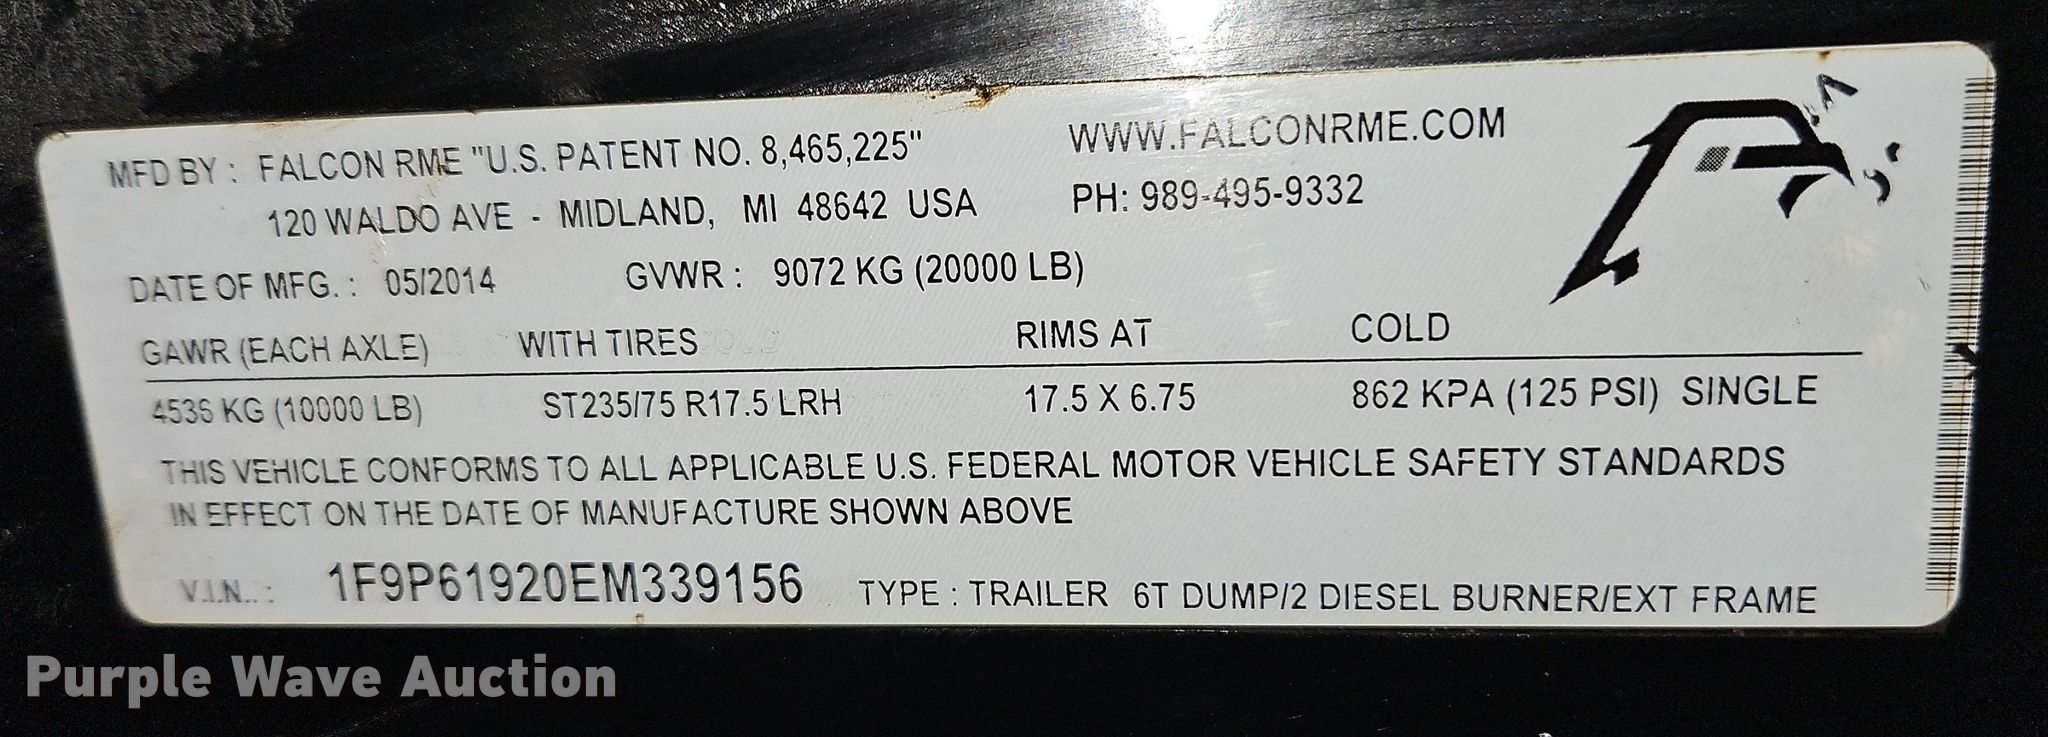 MFD BY : FALCON RME "U.S. PATENT NO. 8,465,225" WWW.FALCONRME.COM
120 WALDO AVE - MIDLAND, MI 48642 USA PH: 989-495-9332
DATE OF MFG. : 05/2014 GVWR : 9072 KG (20000 LB)
GAWR (EACH AXLE) WITH TIRES RIMS AT COLD
4536 KG (10000 LB) ST235/75 R17.5 LRH 17.5 X 6.75 862 KPA (125 PSI) SINGLE
THIS VEHICLE CONFORMS TO ALL APPLICABLE U.S. FEDERAL MOTOR VEHICLE SAFETY STANDARDS
IN EFFECT ON THE DATE OF MANUFACTURE SHOWN ABOVE
V.I.N.. : 1F9P61920EM339156 TYPE : TRAILER 6T DUMP/2 DIESEL BURNER/EXT FRAME
Purple Wave Auction